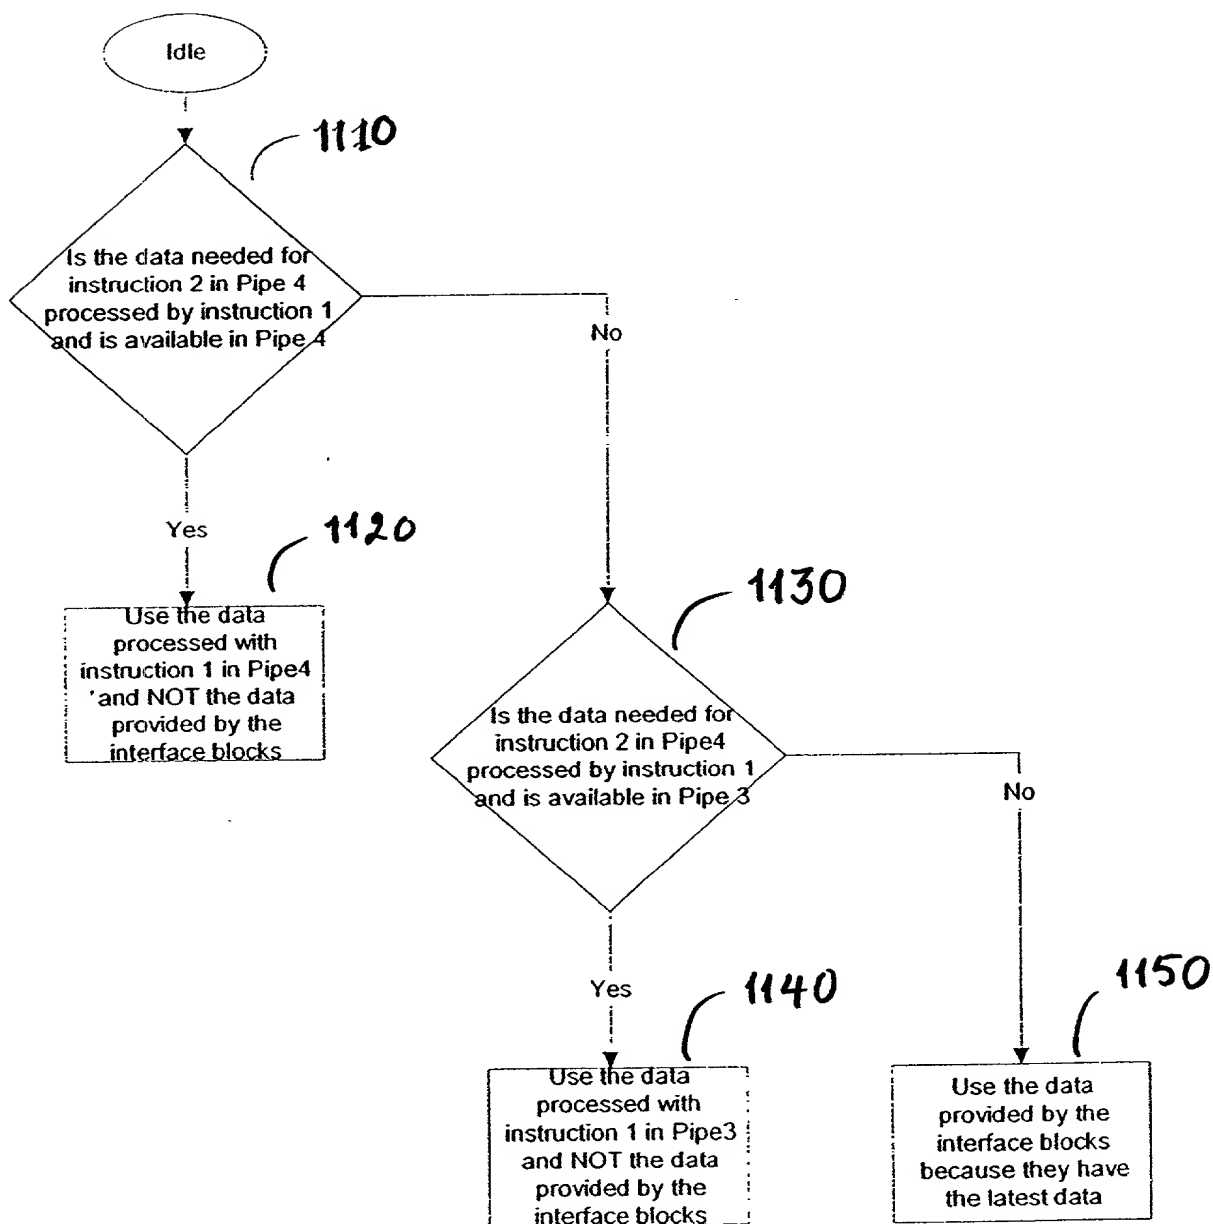 Idle
1110
Is the data needed for
instruction 2 in Pipe 4
processed by instruction 1
and is available in Pipe 4
No
Yes
1120
Use the data
processed with
instruction 1 in Pipe4
and NOT the data
provided by the
interface blocks
1130
Is the data needed for
instruction 2 in Pipe4
processed by instruction 1
and is available in Pipe 3
No
Yes
1140
Use the data
processed with
instruction 1 in Pipe3
and NOT the data
provided by the
interface blocks
1150
Use the data
provided by the
interface blocks
because they have
the latest data